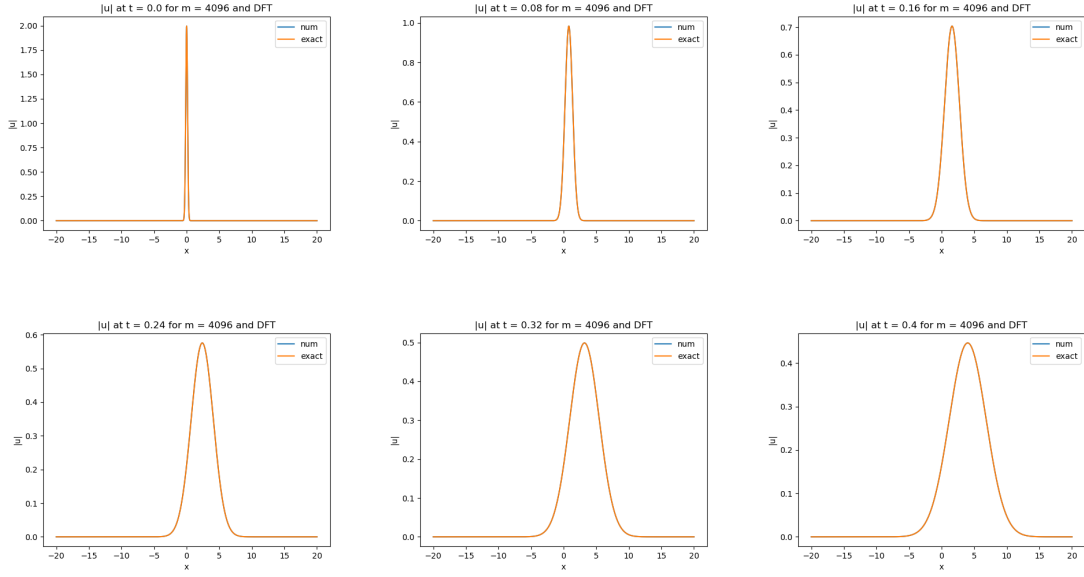 |u| at t = 0.0 for m = 4096 and DFT
2.00
1.75
1.50
1.25
1.00
0.75
0.50
0.25
0.00
|u|
num
exact
−20 −15 −10 −5 0 5 10 15 20
x
|u| at t = 0.08 for m = 4096 and DFT
1.0
0.8
0.6
0.4
0.2
0.0
|u|
num
exact
−20 −15 −10 −5 0 5 10 15 20
x
|u| at t = 0.16 for m = 4096 and DFT
0.7
0.6
0.5
0.4
0.3
0.2
0.1
0.0
|u|
num
exact
−20 −15 −10 −5 0 5 10 15 20
x
|u| at t = 0.24 for m = 4096 and DFT
0.6
0.5
0.4
0.3
0.2
0.1
0.0
|u|
num
exact
−20 −15 −10 −5 0 5 10 15 20
x
|u| at t = 0.32 for m = 4096 and DFT
0.5
0.4
0.3
0.2
0.1
0.0
|u|
num
exact
−20 −15 −10 −5 0 5 10 15 20
x
|u| at t = 0.4 for m = 4096 and DFT
0.4
0.3
0.2
0.1
0.0
|u|
num
exact
−20 −15 −10 −5 0 5 10 15 20
x